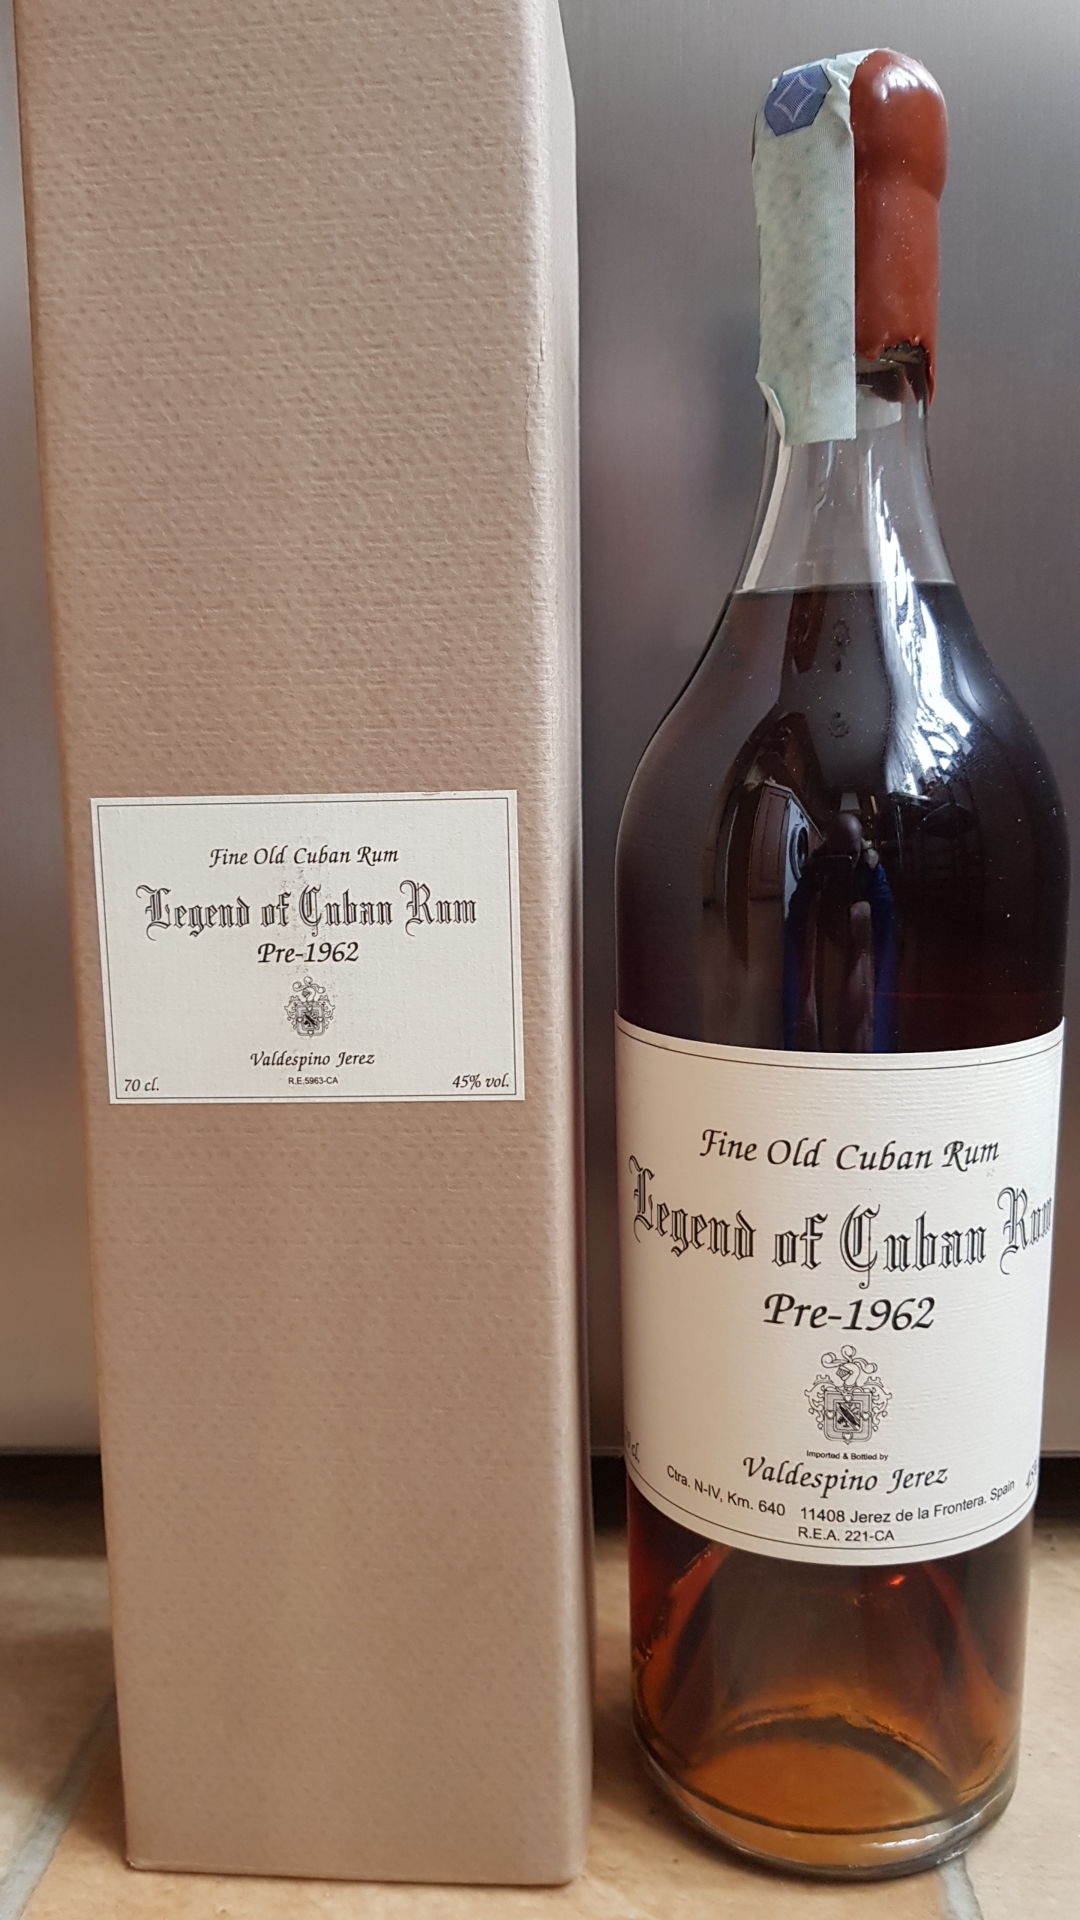 Fine Old Cuban Rum
Legend of Cuban Rum
Pre-1962
Valdespino Jerez
70 cl.
R.E.5963-CA
45% vol.
Fine Old Cuban Rum
Legend of Cuban Rum
Pre-1962
Imported & Bottled by
Valdespino Jerez
cl.
Ctra. N-IV, Km. 640 11408 Jerez de la Frontera. Spain
R.E.A. 221-CA